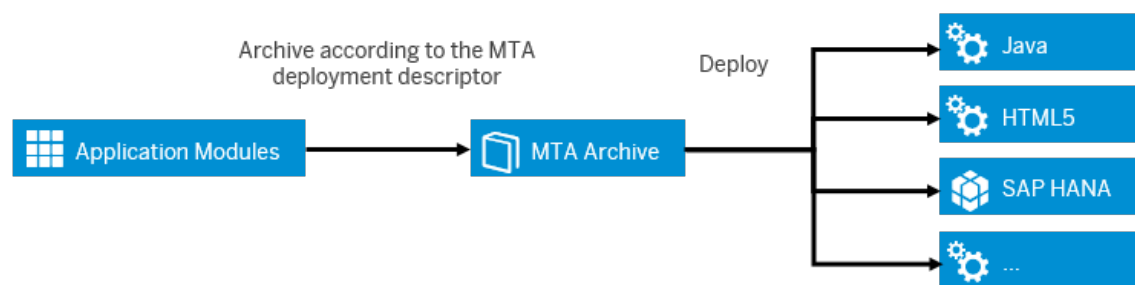 Archive according to the MTA
deployment descriptor
Deploy
Application Modules
MTA Archive
Java
HTML5
SAP HANA
...